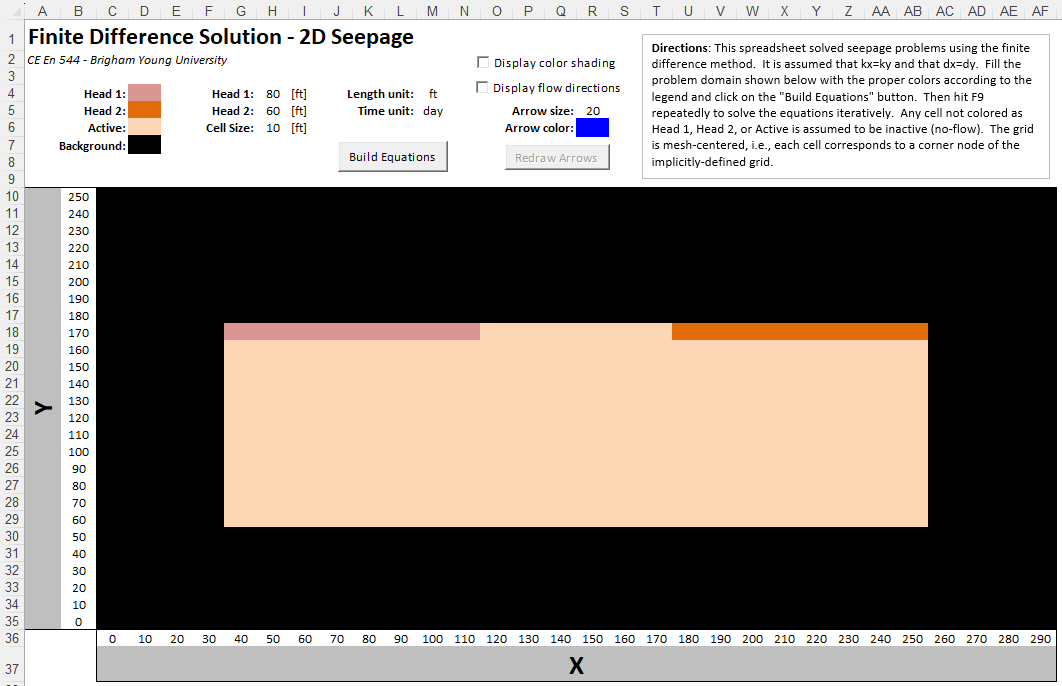 A B C D E F G H I J K L M N O P Q R S T U V W X Y Z AA AB AC AD AE AF
1 Finite Difference Solution - 2D Seepage
2 CE En 544 - Brigham Young University
Display color shading
3
Display flow directions
4 Head 1: Head 1: 80 [ft] Length unit: ft
5 Head 2: Head 2: 60 [ft] Time unit: day Arrow size: 20
6 Active: Cell Size: 10 [ft] Arrow color:
7 Background:
Build Equations Redraw Arrows
8
9
Directions: This spreadsheet solved seepage problems using the finite
difference method. It is assumed that kx=ky and that dx=dy. Fill the
problem domain shown below with the proper colors according to the
legend and click on the "Build Equations" button. Then hit F9
repeatedly to solve the equations iteratively. Any cell not colored as
Head 1, Head 2, or Active is assumed to be inactive (no-flow). The grid
is mesh-centered, i.e., each cell corresponds to a corner node of the
implicitly-defined grid.
10 250
11 240
12 230
13 220
14 210
15 200
16 190
17 180
18 170
19 160
20 150
21 140
22 130
Y
23 120
24 110
25 100
26 90
27 80
28 70
29 60
30 50
31 40
32 30
33 20
34 10
35 0
36 0 10 20 30 40 50 60 70 80 90 100 110 120 130 140 150 160 170 180 190 200 210 220 230 240 250 260 270 280 290
37 X